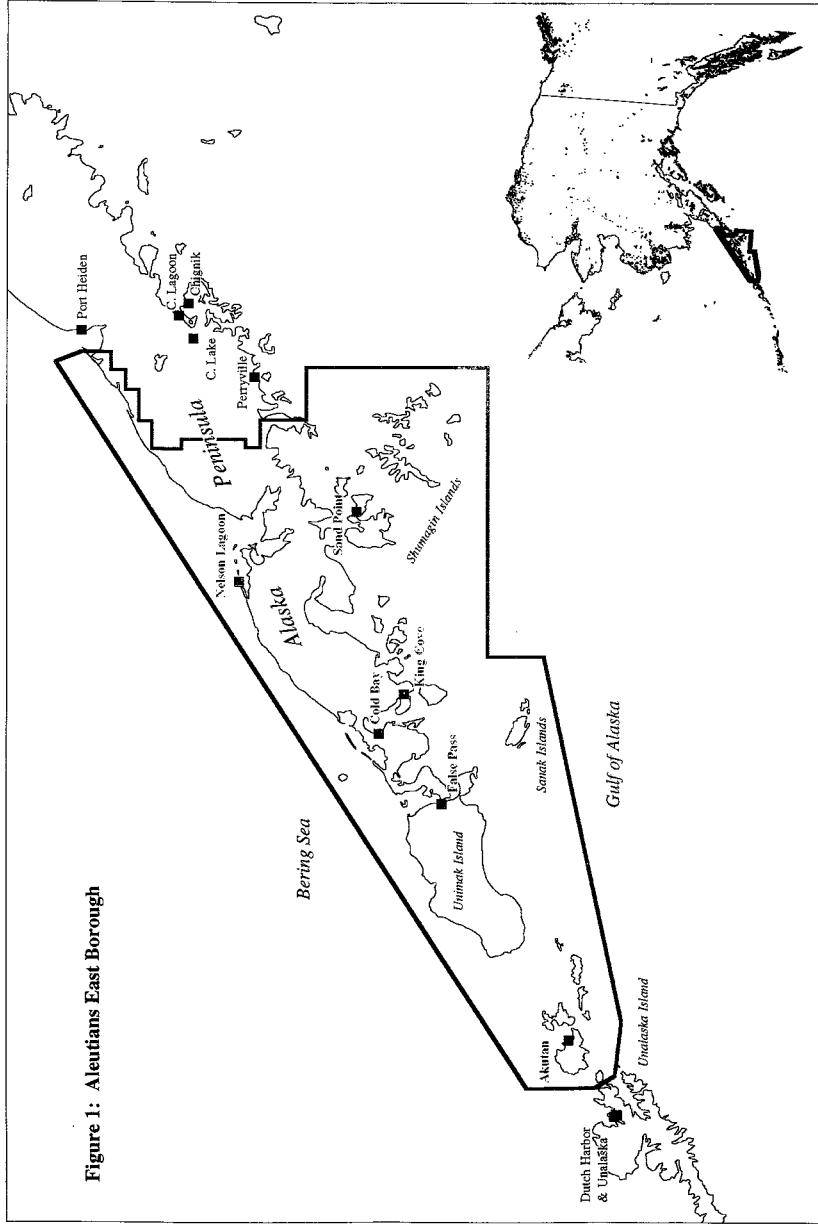 Figure 1: Aleutians East Borough
Bering Sea
Port Heiden
C. Lagoon
Chignik
C. Lake
Perryville
Peninsula
Nelson Lagoon
Alaska
Sand Point
Shumagin Islands
Cold Bay
King Cove
False Pass
Unimak Island
Sanak Islands
Gulf of Alaska
Akutan
Unalaska Island
Dutch Harbor
& Unalaska